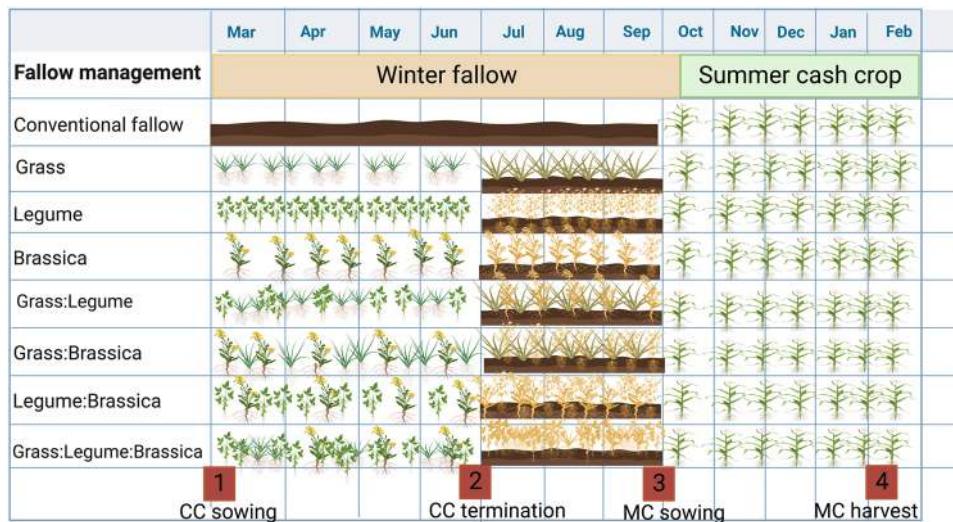 Mar Apr May Jun Jul Aug Sep Oct Nov Dec Jan Feb
Fallow management Winter fallow Summer cash crop
Conventional fallow
Grass
Legume
Brassica
Grass:Legume
Grass:Brassica
Legume:Brassica
Grass:Legume:Brassica
1 2 3 4
CC sowing CC termination MC sowing MC harvest